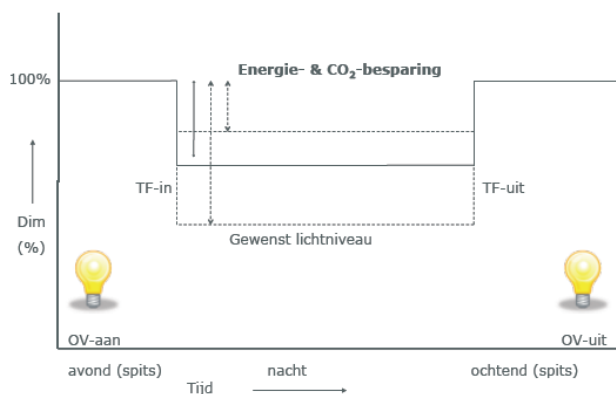 Energie- & CO₂-besparing
100%
TF-in
TF-uit
Dim
(%)
Gewenst lichtniveau
OV-aan
OV-uit
avond (spits)
nacht
ochtend (spits)
Tijd